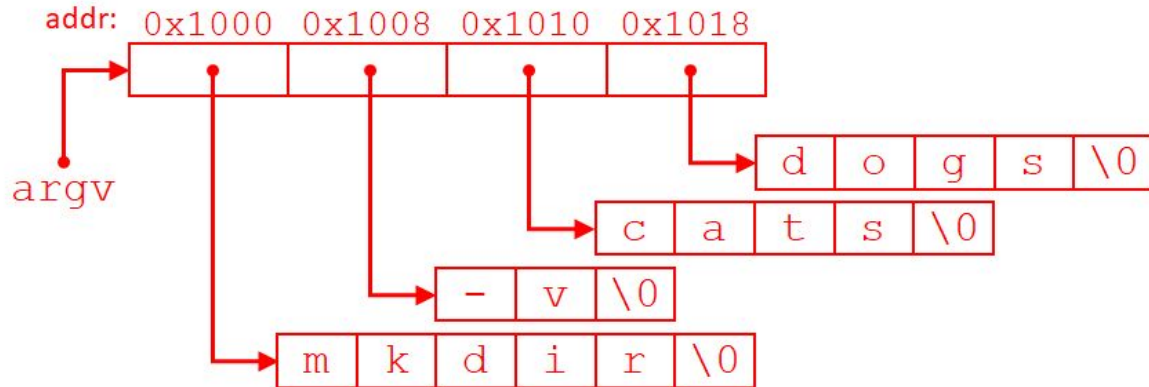 addr: 0x1000 0x1008 0x1010 0x1018
d o g s \0
argv
c a t s \0
- v \0
m k d i r \0